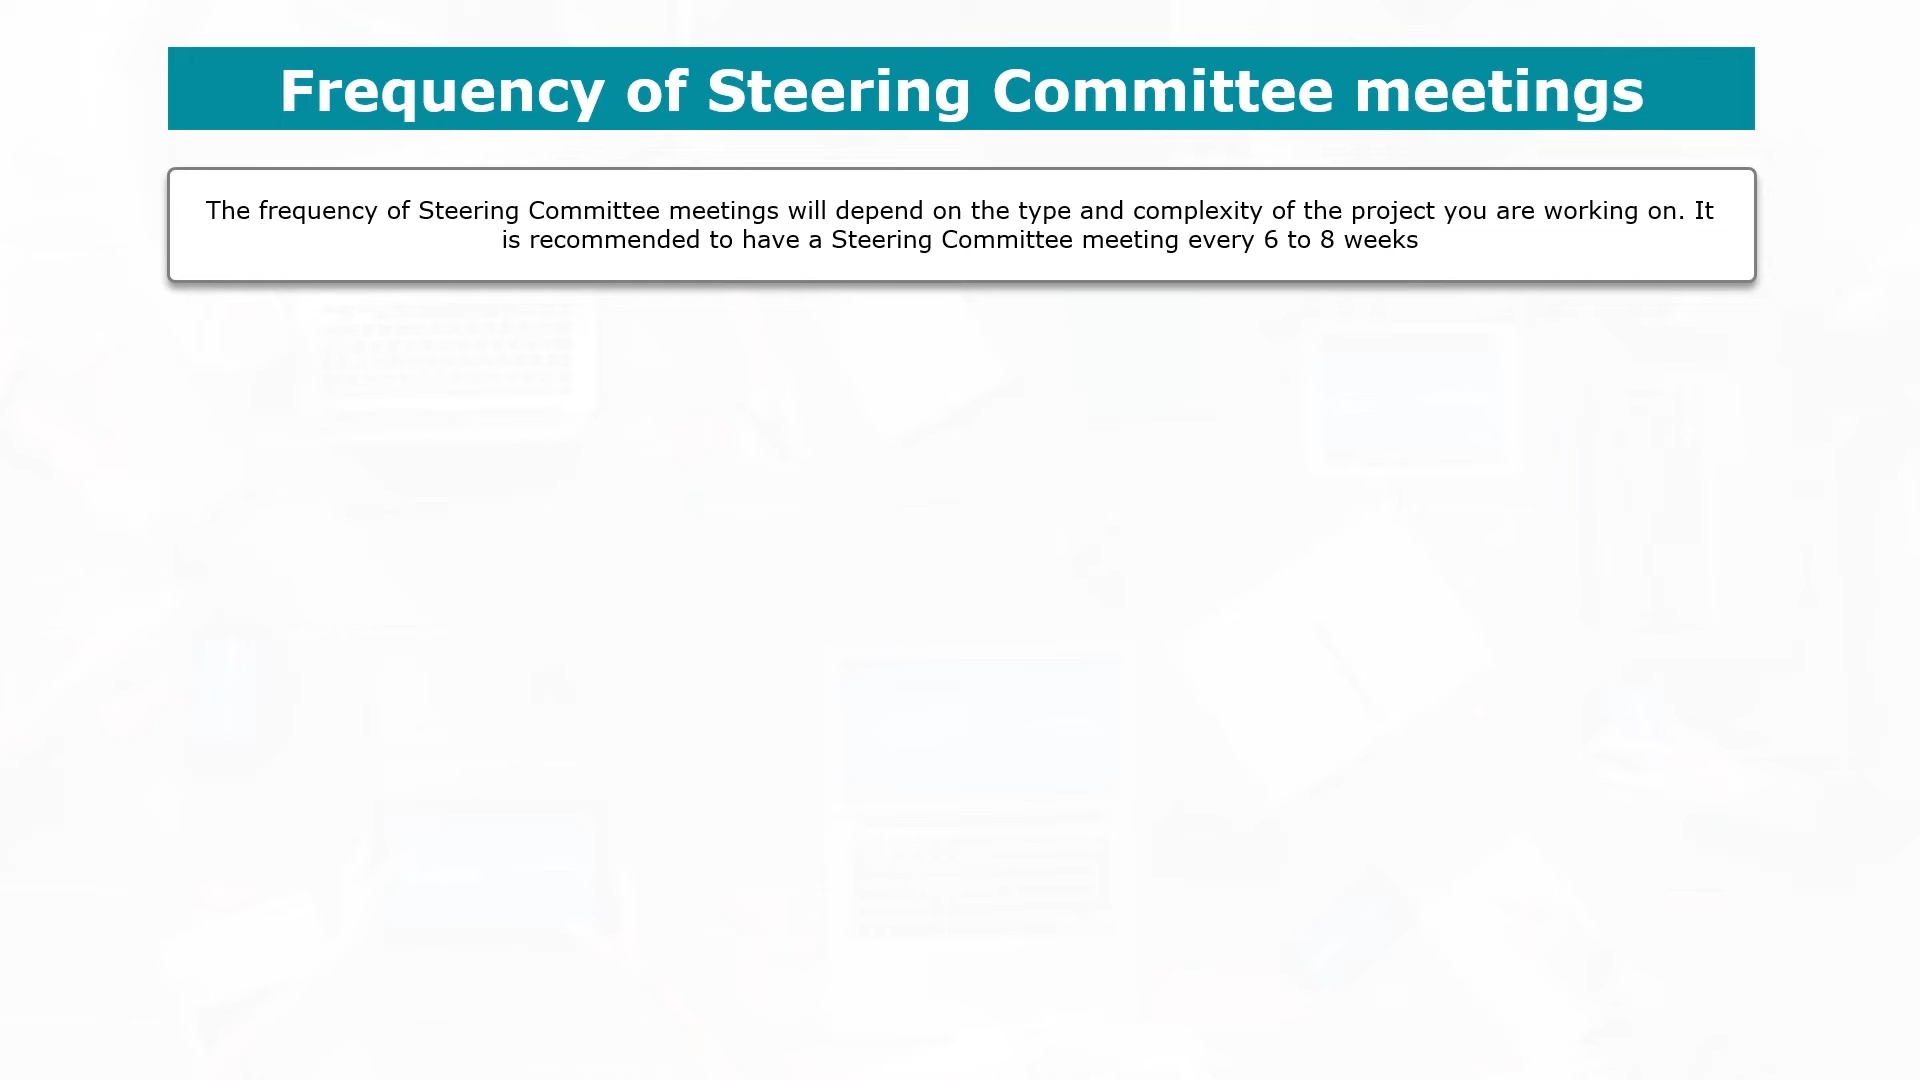 Frequency of Steering Committee meetings
The frequency of Steering Committee meetings will depend on the type and complexity of the project you are working on. It
is recommended to have a Steering Committee meeting every 6 to 8 weeks